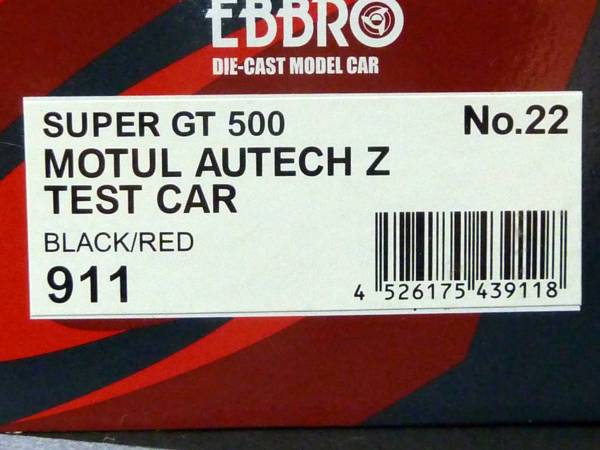 EBBRO
DIE-CAST MODEL CAR
SUPER GT 500 No.22
MOTUL AUTECH Z
TEST CAR
BLACK/RED
911
4 526175 439118